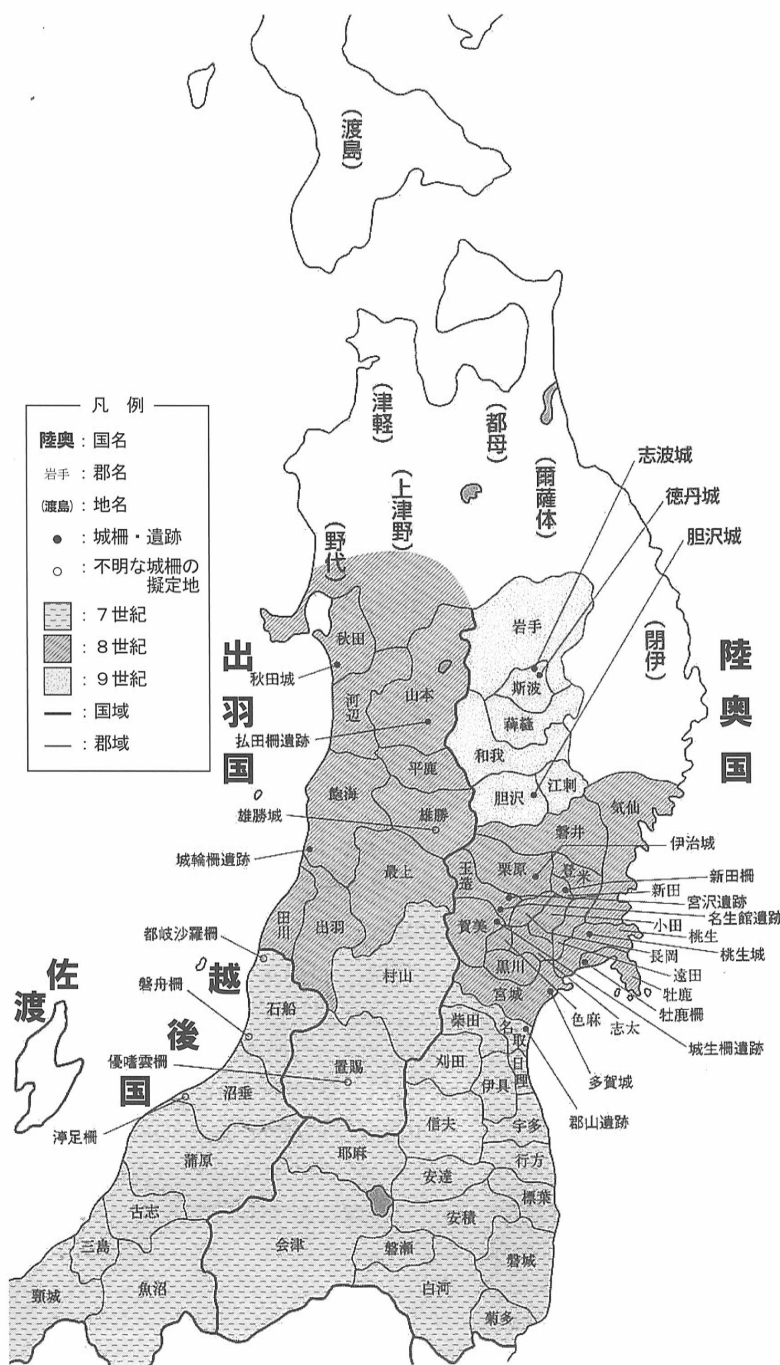 (渡島)
(津軽)
(都母)
(上津野)
(爾薩体)
(野代)
(閉伊)
凡 例
陸奥：国名
岩手：郡名
(渡島)：地名
●：城柵・遺跡
○：不明な城柵の
擬定地
：7世紀
：8世紀
：9世紀
：国域
：郡域
志波城
徳丹城
胆沢城
出羽国
陸奥国
越後国
佐渡
秋田
秋田城
河辺
山本
払田柵遺跡
平鹿
飽海
雄勝
雄勝城
城輪柵遺跡
最上
田川
出羽
都岐沙羅柵
村山
磐舟柵
石船
優嗜曇柵
置賜
沼垂
渟足柵
蒲原
古志
三島
魚沼
頸城
岩手
斯波
薭縫
和我
胆沢
江刺
気仙
磐井
伊治城
玉造
栗原
登米
新田柵
新田
宮沢遺跡
名生館遺跡
小田
桃生
桃生城
長岡
遠田
牡鹿
牡鹿柵
賀美
黒川
宮城
色麻
志太
城生柵遺跡
多賀城
郡山遺跡
柴田
名取
刈田
伊具
亘理
信夫
宇多
行方
耶麻
安達
標葉
安積
会津
磐瀬
磐城
白河
菊多